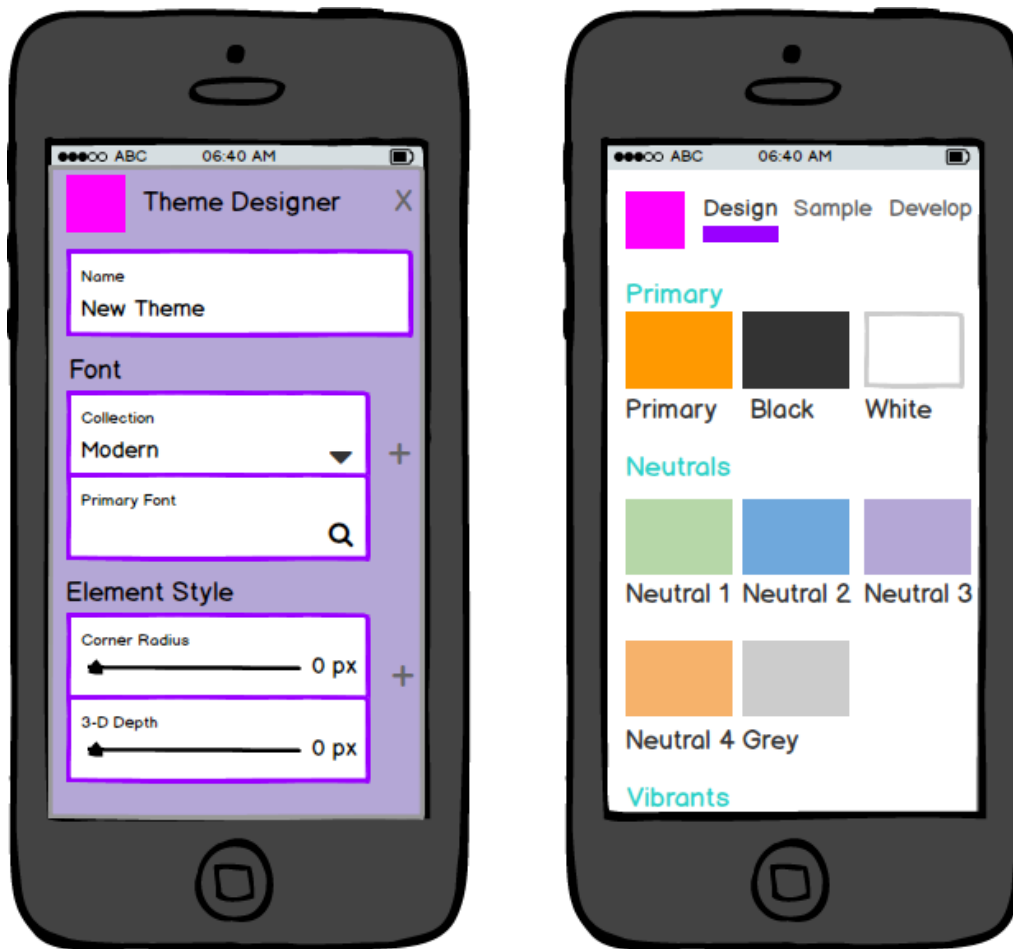 ABC 06:40 AM
Theme Designer X
Name
New Theme
Font
Collection
Modern
+
Primary Font
Element Style
Corner Radius
0 px
+
3-D Depth
0 px
ABC 06:40 AM
Design Sample Develop
Primary
Primary Black White
Neutrals
Neutral 1 Neutral 2 Neutral 3
Neutral 4 Grey
Vibrants